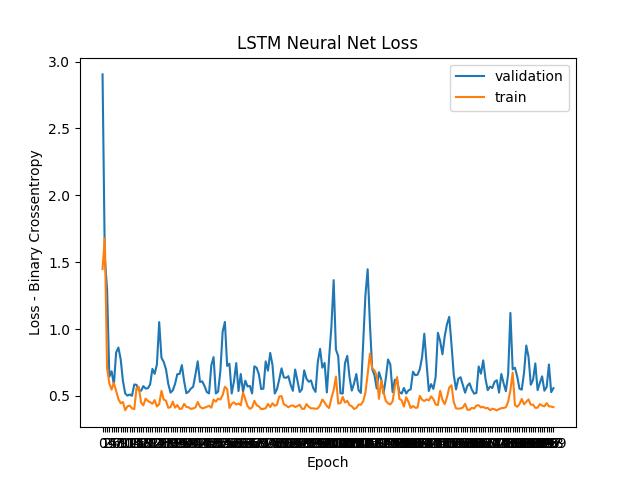 LSTM Neural Net Loss
validation
train
3.0
2.5
2.0
1.5
1.0
0.5
Loss - Binary Crossentropy
Epoch